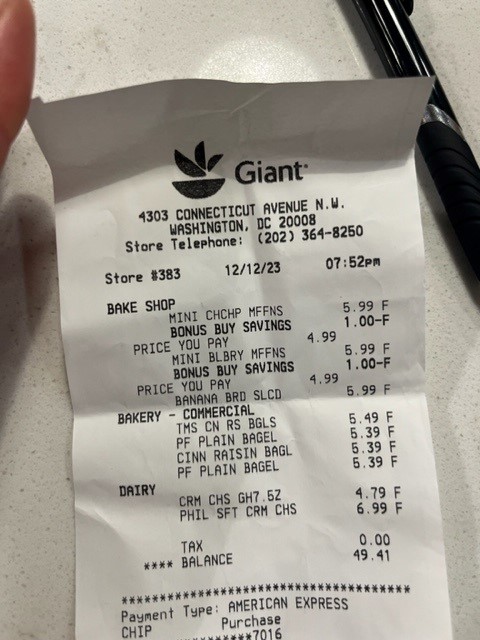 Giant
4303 CONNECTICUT AVENUE N.W.
WASHINGTON, DC 20008
Store Telephone: (202) 364-8250
Store #383 12/12/23 07:52pm
BAKE SHOP
MINI CHCHP MFFNS 5.99 F
BONUS BUY SAVINGS 1.00-F
PRICE YOU PAY 4.99
MINI BLBRY MFFNS 5.99 F
BONUS BUY SAVINGS 1.00-F
PRICE YOU PAY 4.99
BANANA BRD SLCD 5.99 F
BAKERY - COMMERCIAL
TMS CN RS BGLS 5.49 F
PF PLAIN BAGEL 5.39 F
CINN RAISIN BAGL 5.39 F
PF PLAIN BAGEL 5.39 F
DAIRY
CRM CHS GH7.5Z 4.79 F
PHIL SFT CRM CHS 6.99 F
TAX 0.00
**** BALANCE 49.41
****************************************
Payment Type: AMERICAN EXPRESS
CHIP Purchase
************7016